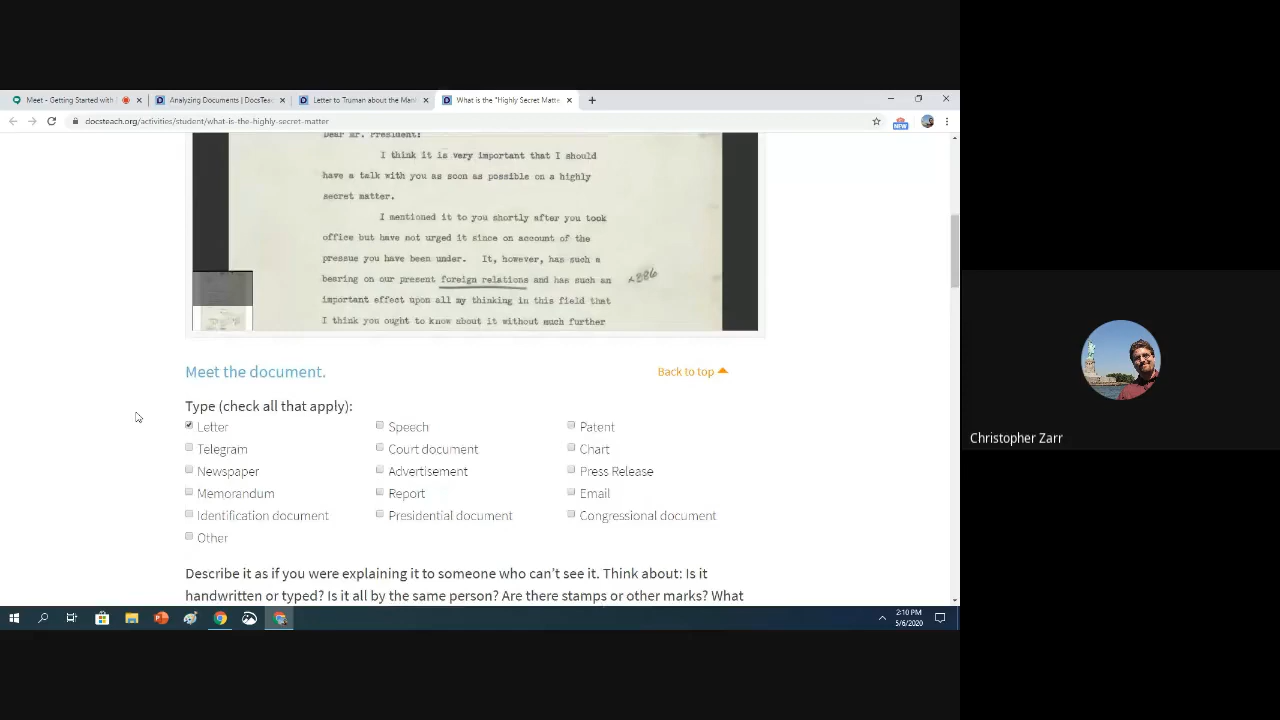 Meet - Getting Started with
Analyzing Documents | DocsTeac
Letter to Truman about the Man
What is the "Highly Secret Matte
docsteach.org/activities/student/what-is-the-highly-secret-matter
NEW
Dear Mr. President:
I think it is very important that I should
have a talk with you as soon as possible on a highly
secret matter.
I mentioned it to you shortly after you took
office but have not urged it since on account of the
pressue you have been under. It, however, has such a
bearing on our present foreign relations and has such an
x886
important effect upon all my thinking in this field that
I think you ought to know about it without much further
Meet the document.
Back to top
Type (check all that apply):
Letter Speech Patent
Telegram Court document Chart
Newspaper Advertisement Press Release
Memorandum Report Email
Identification document Presidential document Congressional document
Other
Describe it as if you were explaining it to someone who can't see it. Think about: Is it
handwritten or typed? Is it all by the same person? Are there stamps or other marks? What
2:10 PM
5/6/2020
Christopher Zarr